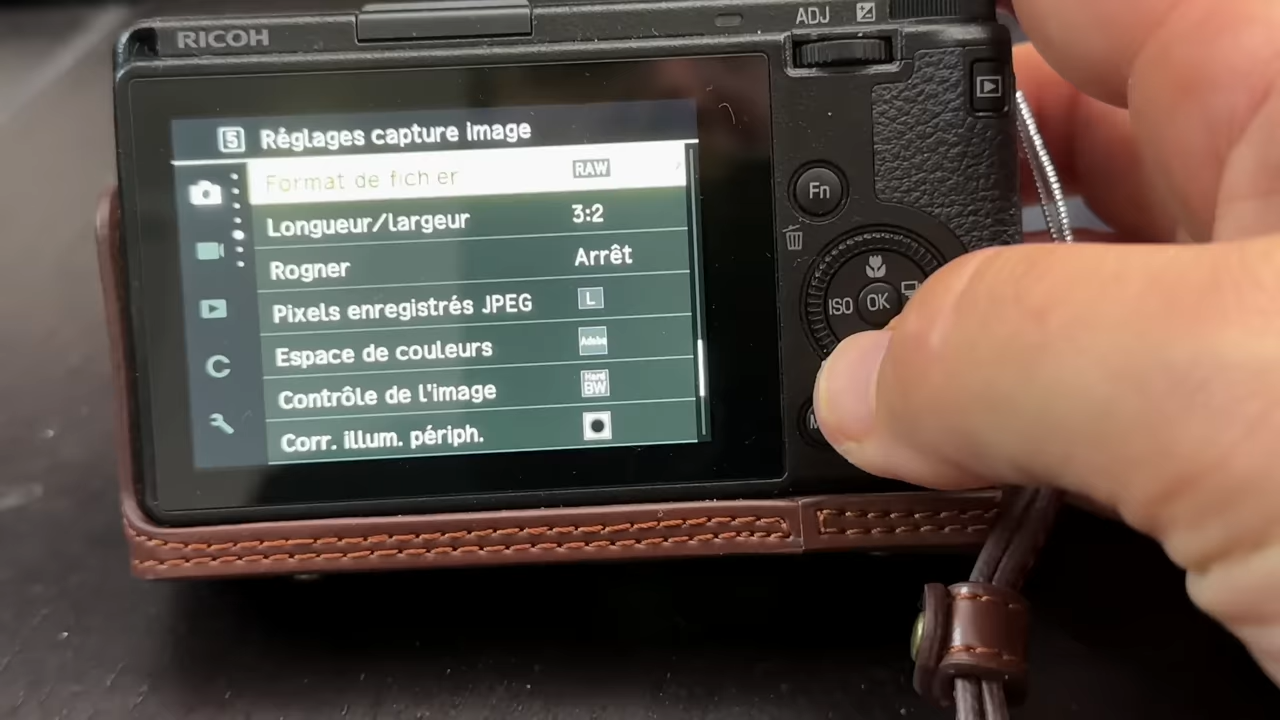 RICOH
ADJ
5 Réglages capture image
Format de fichier RAW
Longueur/largeur 3:2
Rogner Arrêt
Pixels enregistrés JPEG L
Espace de couleurs Adobe
Contrôle de l'image Hard BW
Corr. illum. périph.
C
Fn
ISO OK
M